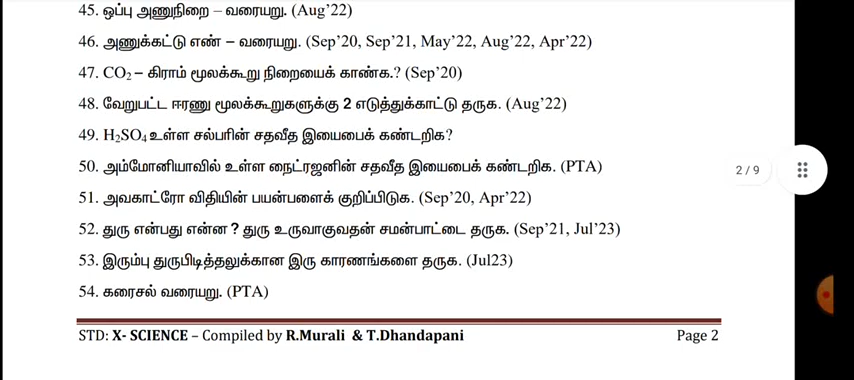 45. ஒப்பு அணுநிறை – வரையறு. (Aug’22)
46. அணுக்கட்டு எண் – வரையறு. (Sep’20, Sep’21, May’22, Aug’22, Apr’22)
47. CO₂ – கிராம் மூலக்கூறு நிறையைக் காண்க.? (Sep’20)
48. வேறுபட்ட ஈரணு மூலக்கூறுகளுக்கு 2 எடுத்துக்காட்டு தருக. (Aug’22)
49. H₂SO₄ உள்ள சல்பரின் சதவீத இயைபைக் கண்டறிக?
50. அம்மோனியாவில் உள்ள நைட்ரஜனின் சதவீத இயைபைக் கண்டறிக. (PTA)
2 / 9
51. அவகாட்ரோ விதியின் பயன்பளைக் குறிப்பிடுக. (Sep’20, Apr’22)
52. துரு என்பது என்ன ? துரு உருவாகுவதன் சமன்பாட்டை தருக. (Sep’21, Jul’23)
53. இரும்பு துருபிடித்தலுக்கான இரு காரணங்களை தருக. (Jul23)
54. கரைசல் வரையறு. (PTA)
STD: X- SCIENCE – Compiled by R.Murali & T.Dhandapani Page 2